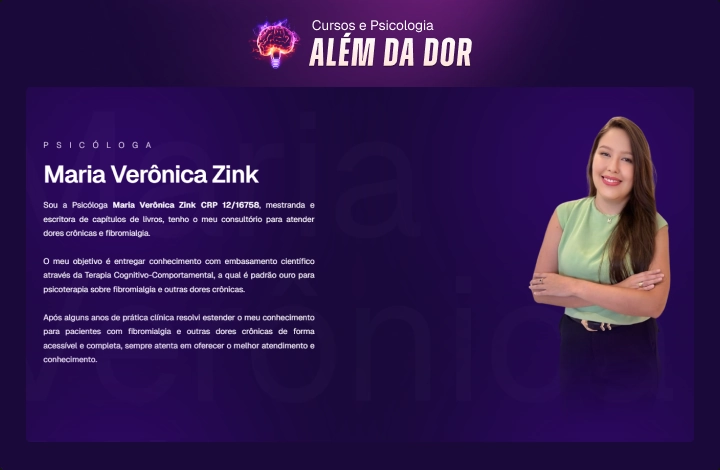 Cursos e Psicologia
ALÉM DA DOR
PSICÓLOGA
Maria Verônica Zink
Sou a Psicóloga Maria Verônica Zink CRP 12/16758, mestranda e
escritora de capítulos de livros, tenho o meu consultório para atender
dores crônicas e fibromialgia.
O meu objetivo é entregar conhecimento com embasamento científico
através da Terapia Cognitivo-Comportamental, a qual é padrão ouro para
psicoterapia sobre fibromialgia e outras dores crônicas.
Após alguns anos de prática clínica resolvi estender o meu conhecimento
para pacientes com fibromialgia e outras dores crônicas de forma
acessível e completa, sempre atenta em oferecer o melhor atendimento e
conhecimento.
Maria
Verônica